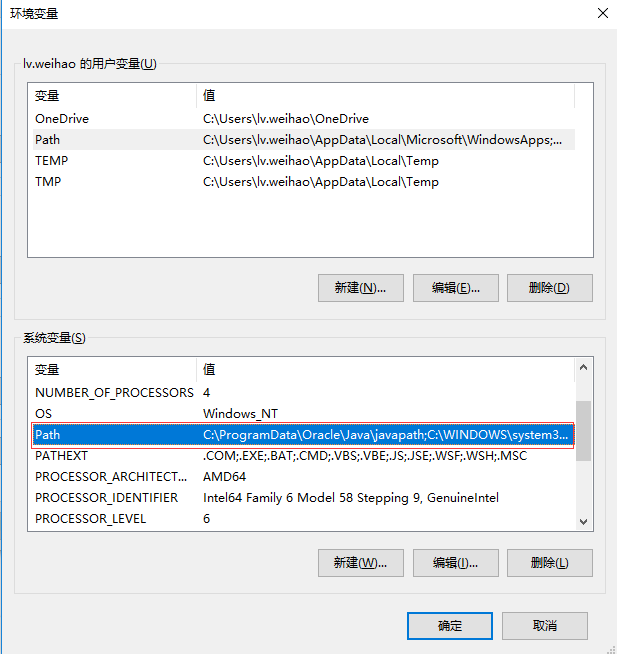 环境变量
lv.weihao 的用户变量(U)
变量 值
OneDrive C:\Users\lv.weihao\OneDrive
Path C:\Users\lv.weihao\AppData\Local\Microsoft\WindowsApps;...
TEMP C:\Users\lv.weihao\AppData\Local\Temp
TMP C:\Users\lv.weihao\AppData\Local\Temp
新建(N)... 编辑(E)... 删除(D)
系统变量(S)
变量 值
NUMBER_OF_PROCESSORS 4
OS Windows_NT
Path C:\ProgramData\Oracle\Java\javapath;C:\WINDOWS\system3...
PATHEXT .COM;.EXE;.BAT;.CMD;.VBS;.VBE;.JS;.JSE;.WSF;.WSH;.MSC
PROCESSOR_ARCHITECT... AMD64
PROCESSOR_IDENTIFIER Intel64 Family 6 Model 58 Stepping 9, GenuineIntel
PROCESSOR_LEVEL 6
新建(W)... 编辑(I)... 删除(L)
确定 取消